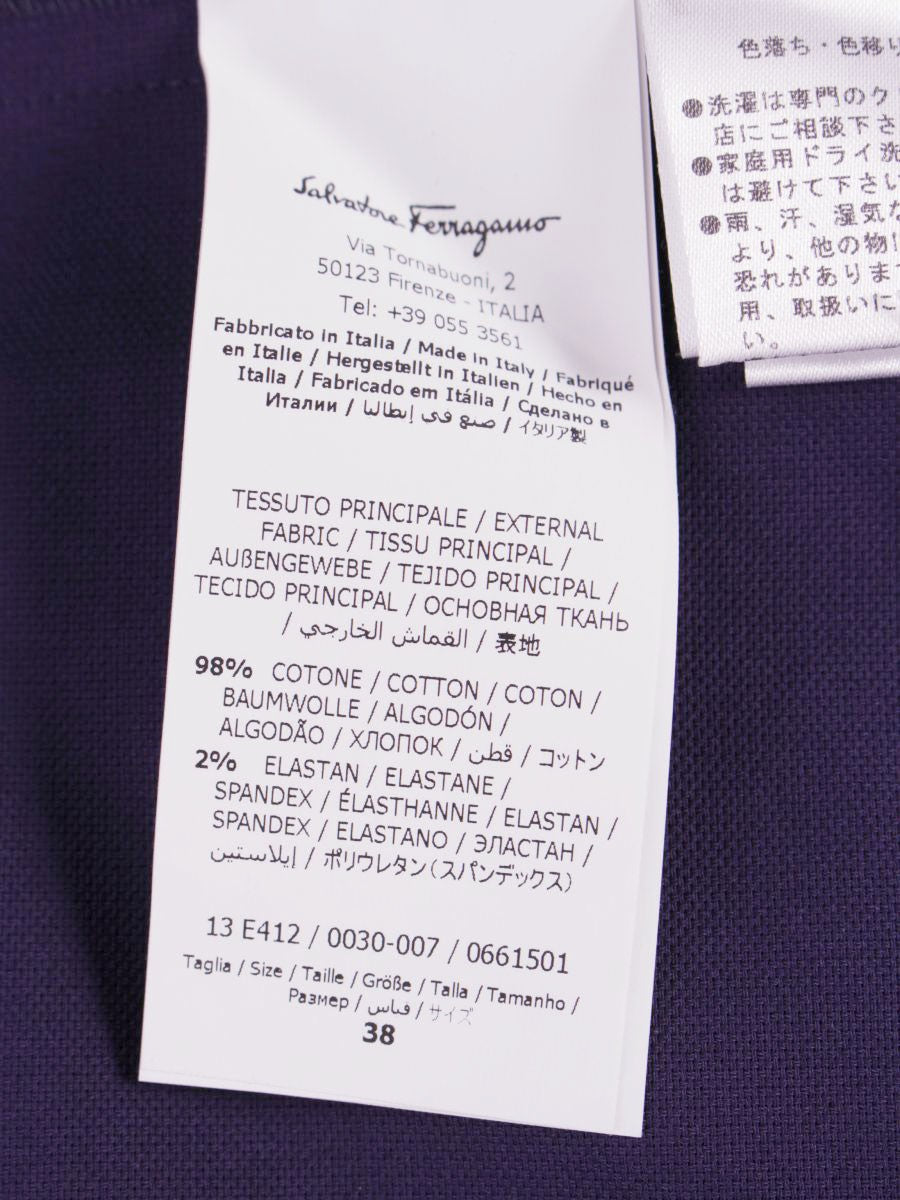 Salvatore Ferragamo
Via Tornabuoni, 2
50123 Firenze - ITALIA
Tel: +39 055 3561
Fabbricato in Italia / Made in Italy / Fabriqué
en Italie / Hergestellt in Italien / Hecho en
Italia / Fabricado em Itália / Сделано в
Италии / صنع في إيطاليا / イタリア製
TESSUTO PRINCIPALE / EXTERNAL
FABRIC / TISSU PRINCIPAL /
AUßENGEWEBE / TEJIDO PRINCIPAL /
TECIDO PRINCIPAL / ОСНОВНАЯ ТКАНЬ
/ القماش الخارجي / 表地
98% COTONE / COTTON / COTON /
BAUMWOLLE / ALGODÓN /
ALGODÃO / ХЛОПОК / قطن / コットン
2% ELASTAN / ELASTANE /
SPANDEX / ÉLASTHANNE / ELASTAN /
SPANDEX / ELASTANO / ЭЛАСТАН /
إيلاستين / ポリウレタン(スパンデックス)
13 E412 / 0030-007 / 0661501
Taglia / Size / Taille / Größe / Talla / Tamanho /
Размер / قياس / サイズ
38
色落ち・色移り
●洗濯は専門のク
店にご相談下さ
●家庭用ドライ洗
は避けて下さい
●雨、汗、湿気な
より、他の物に
恐れがあります
用、取扱いに
い。